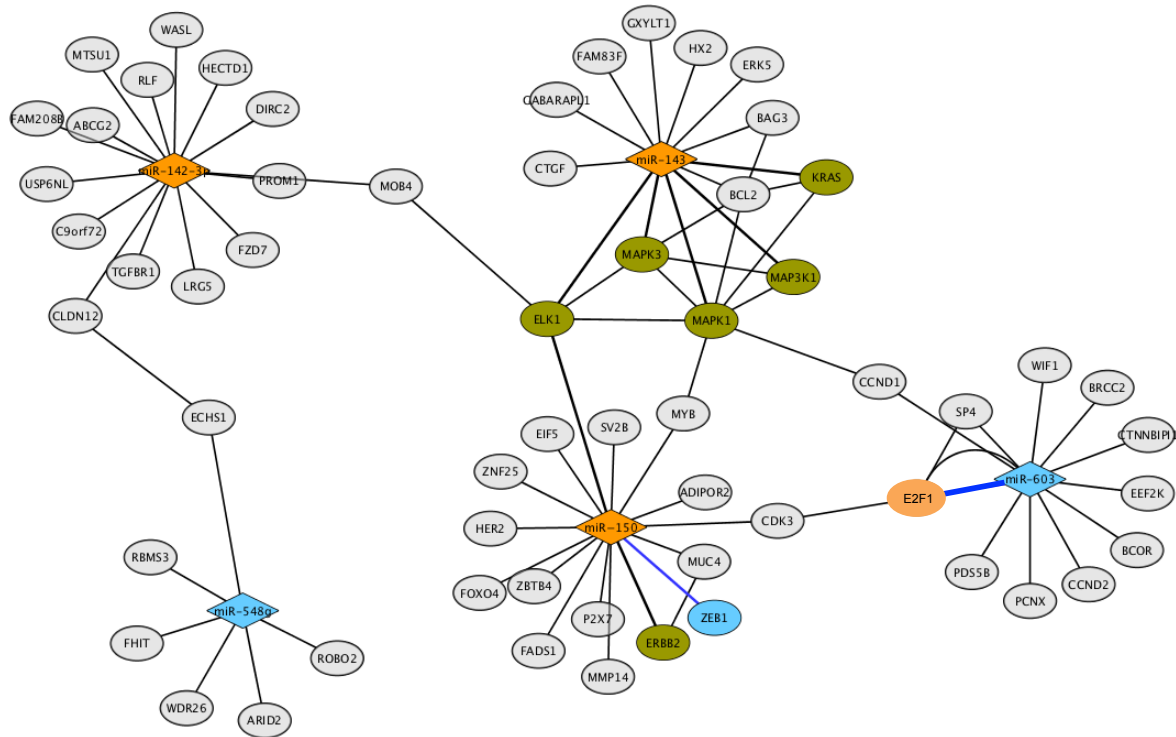 GXYLT1
WASL
HX2
MTSU1
FAM83F
HECTD1
ERK5
RLF
GABARAPL1
DIRC2
FAM208B
ABCG2
BAG3
miR-143
CTGF
miR-142-3p
KRAS
PROM1
USP6NL
MOB4
BCL2
C9orf72
FZD7
MAPK3
TGFBR1
MAP3K1
LRG5
CLDN12
ELK1
MAPK1
WIF1
CCND1
BRCC2
SP4
ECHS1
MYB
SV2B
EIF5
CTNNBIPI1
ZNF25
miR-603
ADIPOR2
EEF2K
E2F1
HER2
miR-150
CDK3
BCOR
RBMS3
MUC4
PDS5B
ZBTB4
CCND2
FOXO4
PCNX
miR-548g
P2X7
ZEB1
FHIT
ERBB2
FADS1
ROBO2
MMP14
WDR26
ARID2